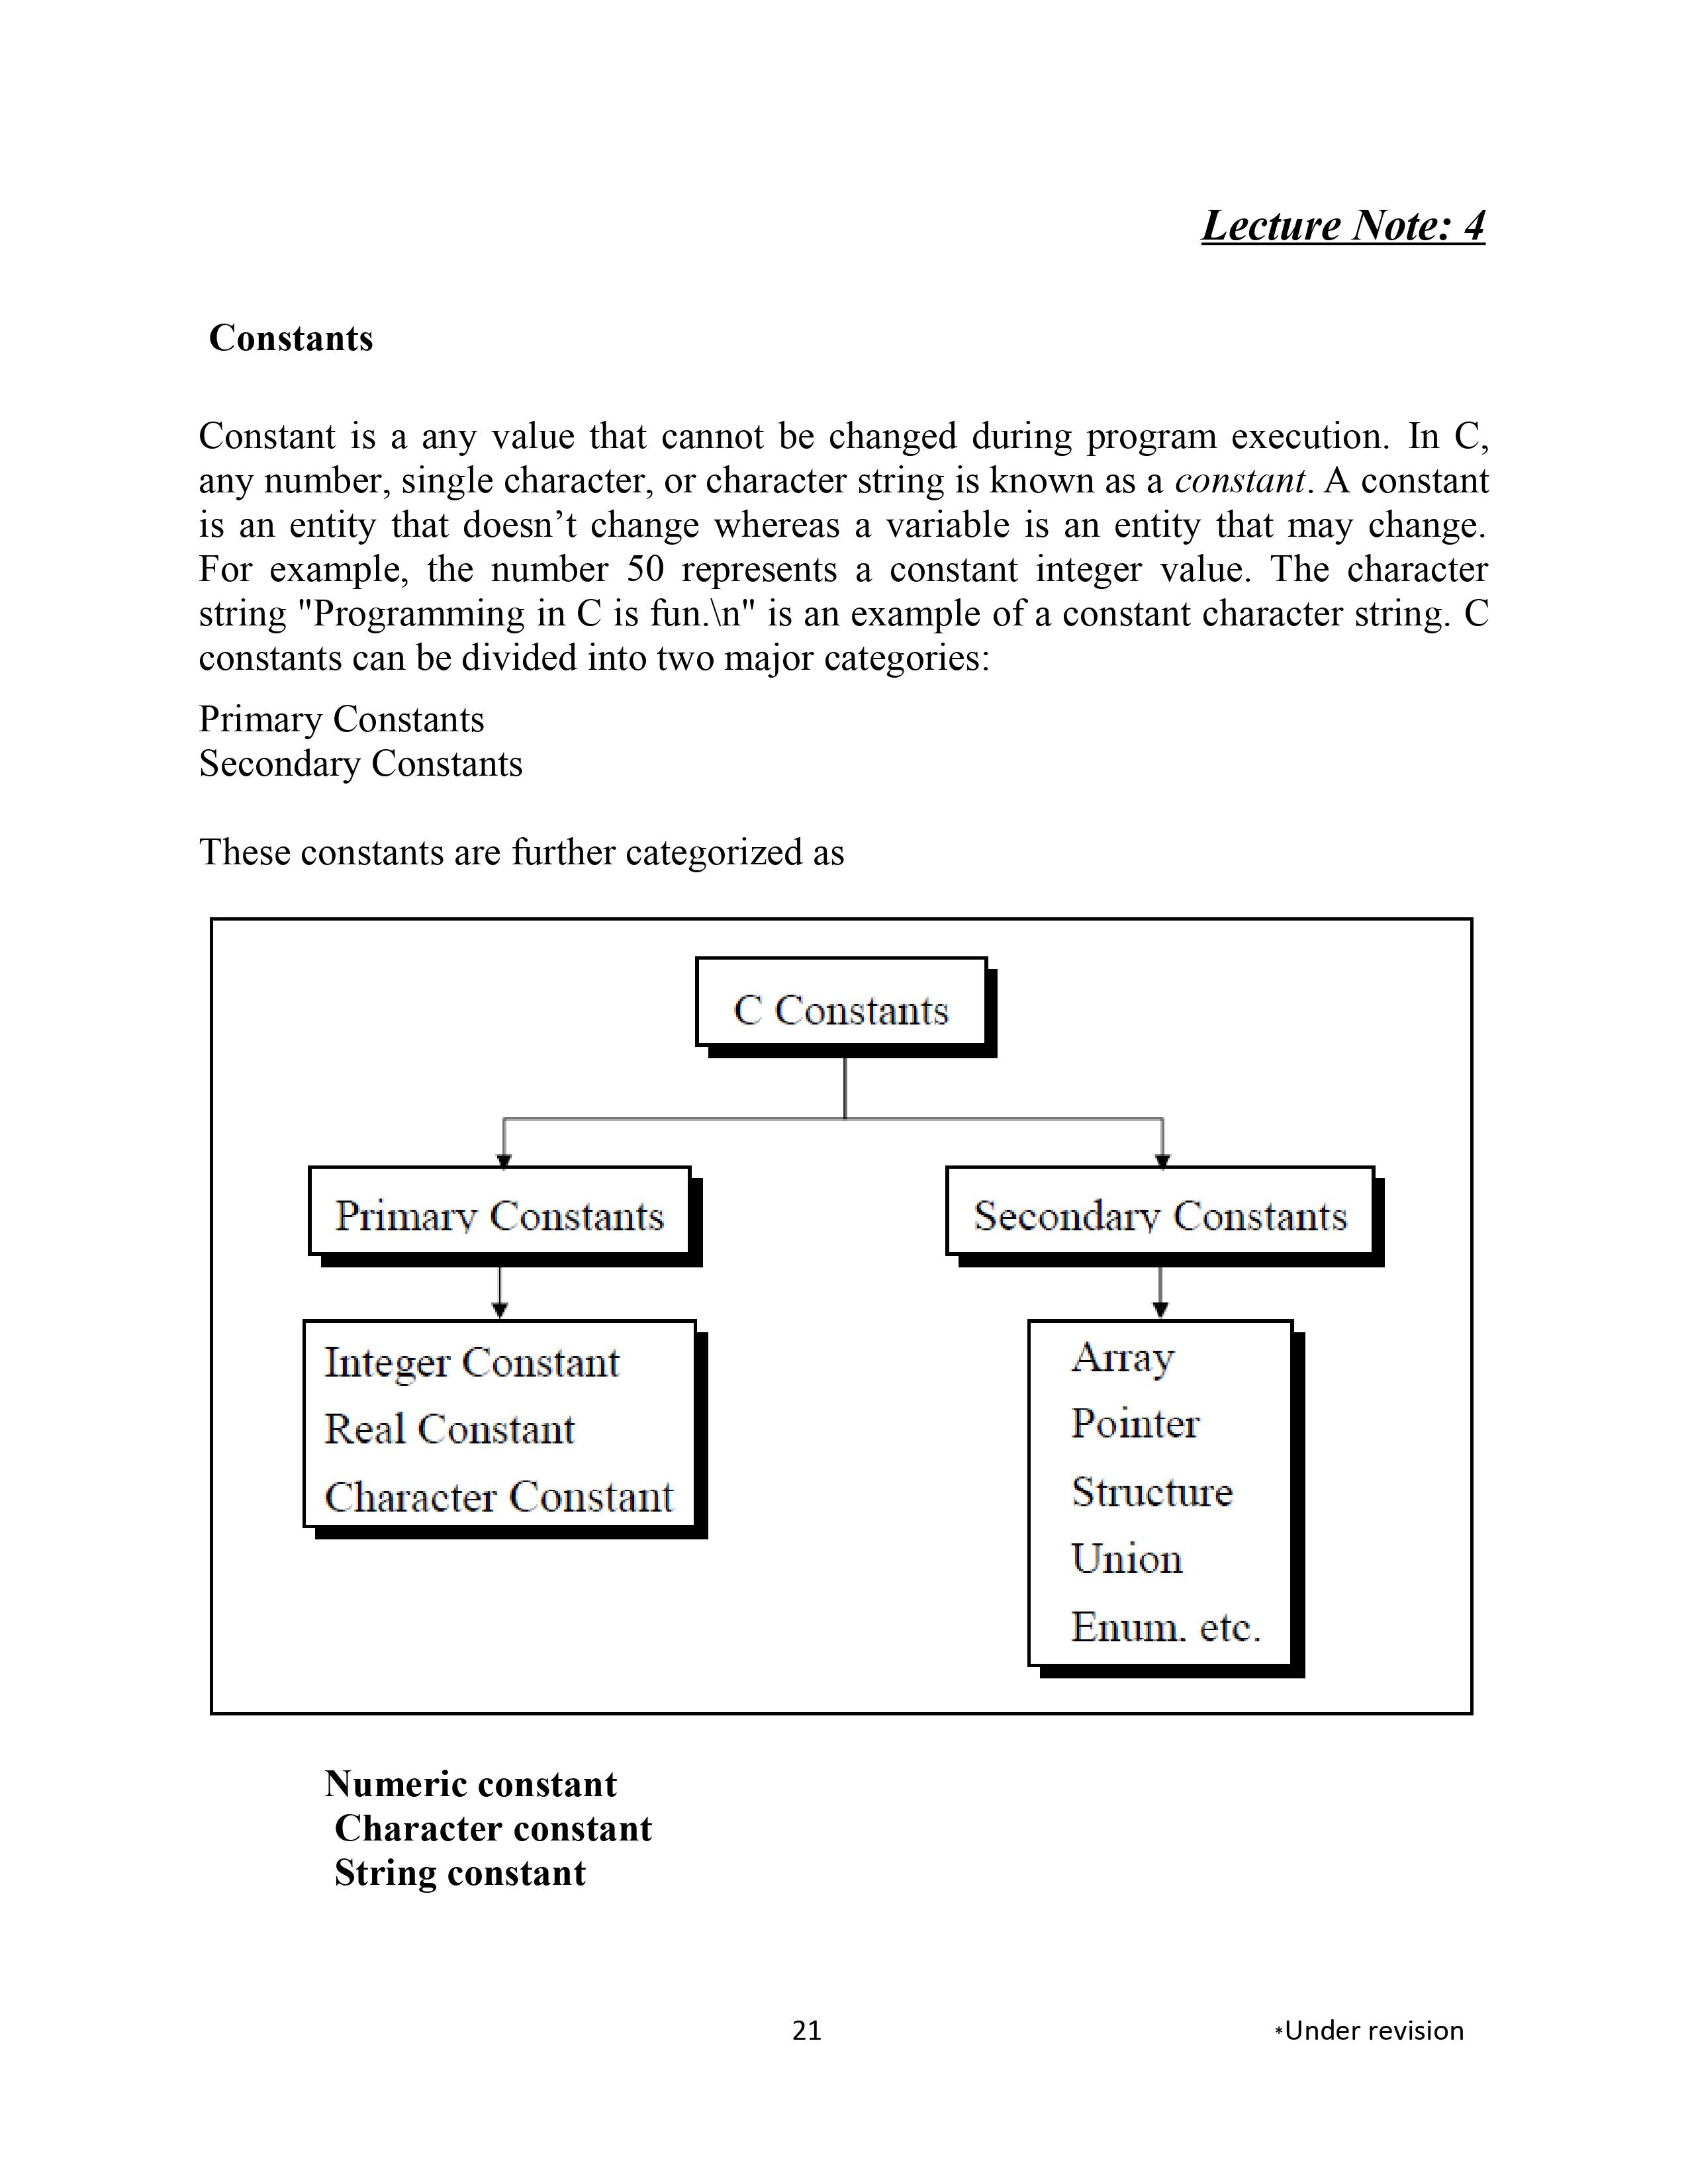 Lecture Note: 4
Constants
Constant is a any value that cannot be changed during program execution. In C,
any number, single character, or character string is known as a constant. A constant
is an entity that doesn’t change whereas a variable is an entity that may change.
For example, the number 50 represents a constant integer value. The character
string "Programming in C is fun.\n" is an example of a constant character string. C
constants can be divided into two major categories:
Primary Constants
Secondary Constants
These constants are further categorized as
C Constants
Primary Constants
Secondary Constants
Integer Constant
Real Constant
Character Constant
Array
Pointer
Structure
Union
Enum. etc.
Numeric constant
Character constant
String constant
21
*Under revision